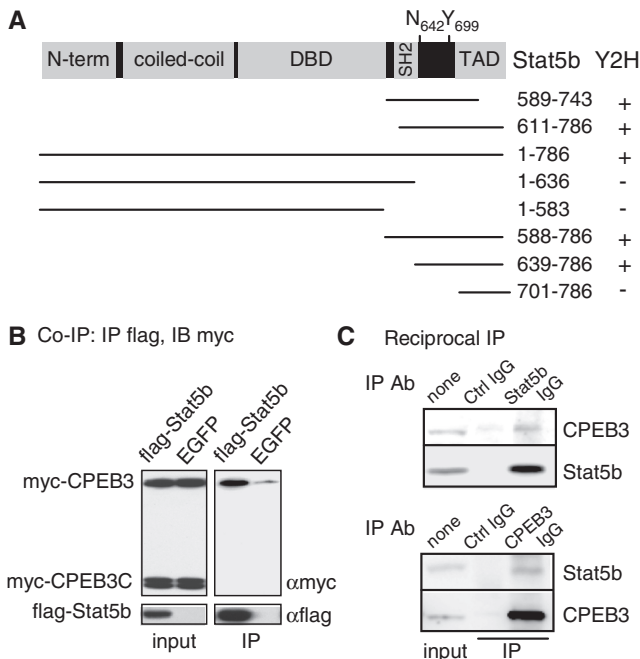 A
N642Y699
N-term coiled-coil DBD SH2 TAD Stat5b Y2H
589-743 +
611-786 +
1-786 +
1-636 -
1-583 -
588-786 +
639-786 +
701-786 -
B Co-IP: IP flag, IB myc
flag-Stat5b EGFP flag-Stat5b EGFP
myc-CPEB3
myc-CPEB3C αmyc
flag-Stat5b αflag
input IP
C Reciprocal IP
IP Ab none Ctrl IgG Stat5b IgG
CPEB3
Stat5b
IP Ab none Ctrl IgG CPEB3 IgG
Stat5b
CPEB3
input IP